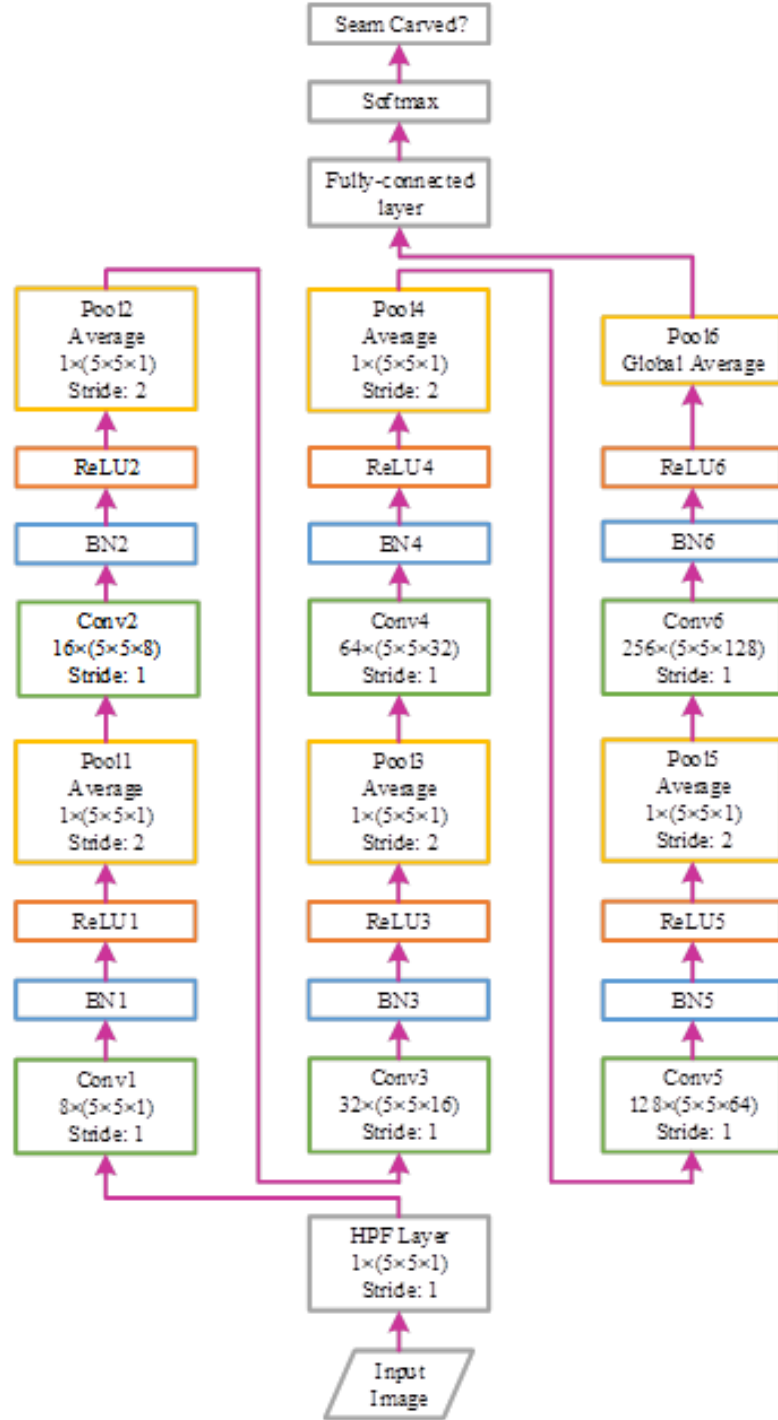 Seam Carved?
Softmax
Fully-connected
layer
Pool2
Average
1×(5×5×1)
Stride: 2
ReLU2
BN2
Conv2
16×(5×5×8)
Stride: 1
Pool1
Average
1×(5×5×1)
Stride: 2
ReLU1
BN1
Conv1
8×(5×5×1)
Stride: 1
Pool4
Average
1×(5×5×1)
Stride: 2
ReLU4
BN4
Conv4
64×(5×5×32)
Stride: 1
Pool3
Average
1×(5×5×1)
Stride: 2
ReLU3
BN3
Conv3
32×(5×5×16)
Stride: 1
Pool6
Global Average
ReLU6
BN6
Conv6
256×(5×5×128)
Stride: 1
Pool5
Average
1×(5×5×1)
Stride: 2
ReLU5
BN5
Conv5
128×(5×5×64)
Stride: 1
HPF Layer
1×(5×5×1)
Stride: 1
Input
Image